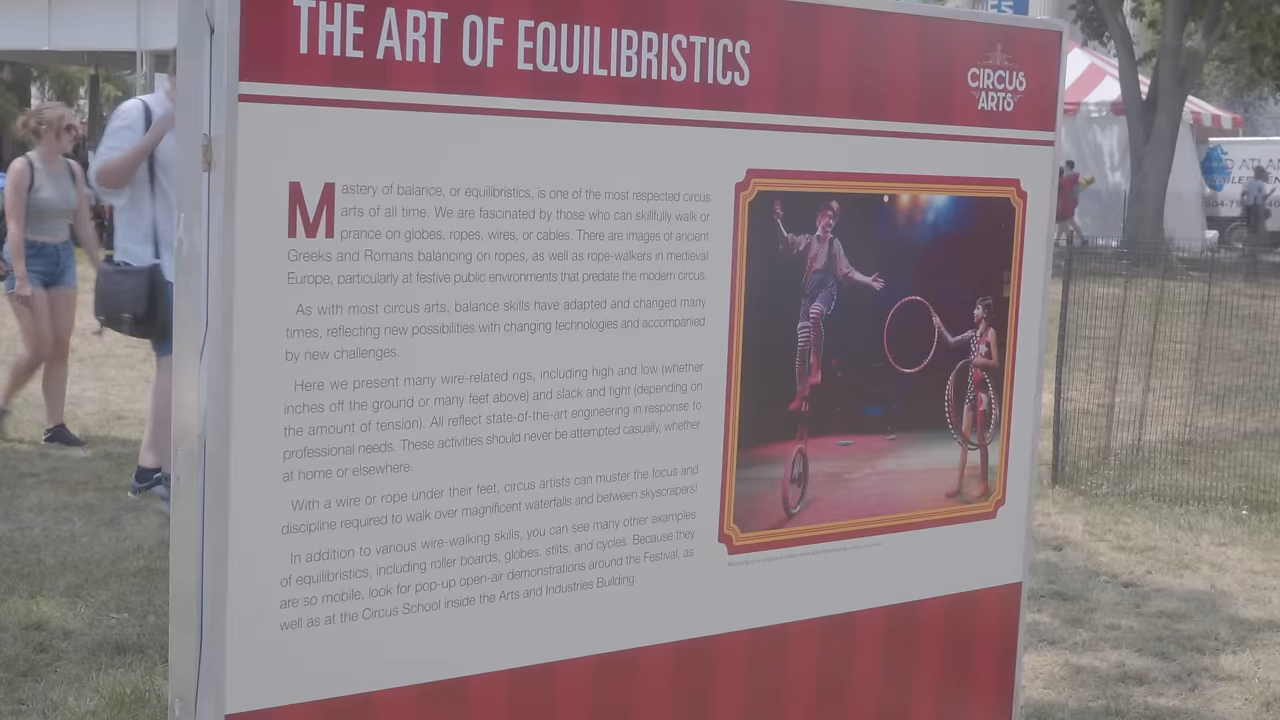 THE ART OF EQUILIBRISTICS
CIRCUS
ARTS
Mastery of balance, or equilibristics, is one of the most respected circus
arts of all time. We are fascinated by those who can skillfully walk or
prance on globes, ropes, wires, or cables. There are images of ancient
Greeks and Romans balancing on ropes, as well as rope-walkers in medieval
Europe, particularly at festive public environments that predate the modern circus.
As with most circus arts, balance skills have adapted and changed many
times, reflecting new possibilities with changing technologies and accompanied
by new challenges.
Here we present many wire-related rigs, including high and low (whether
inches off the ground or many feet above) and slack and tight (depending on
the amount of tension). All reflect state-of-the-art engineering in response to
professional needs. These activities should never be attempted casually, whether
at home or elsewhere.
With a wire or rope under their feet, circus artists can muster the focus and
discipline required to walk over magnificent waterfalls and between skyscrapers!
In addition to various wire-walking skills, you can see many other examples
of equilibristics, including roller boards, globes, stilts, and cycles. Because they
are so mobile, look for pop-up open-air demonstrations around the Festival, as
well as at the Circus School inside the Arts and Industries Building.